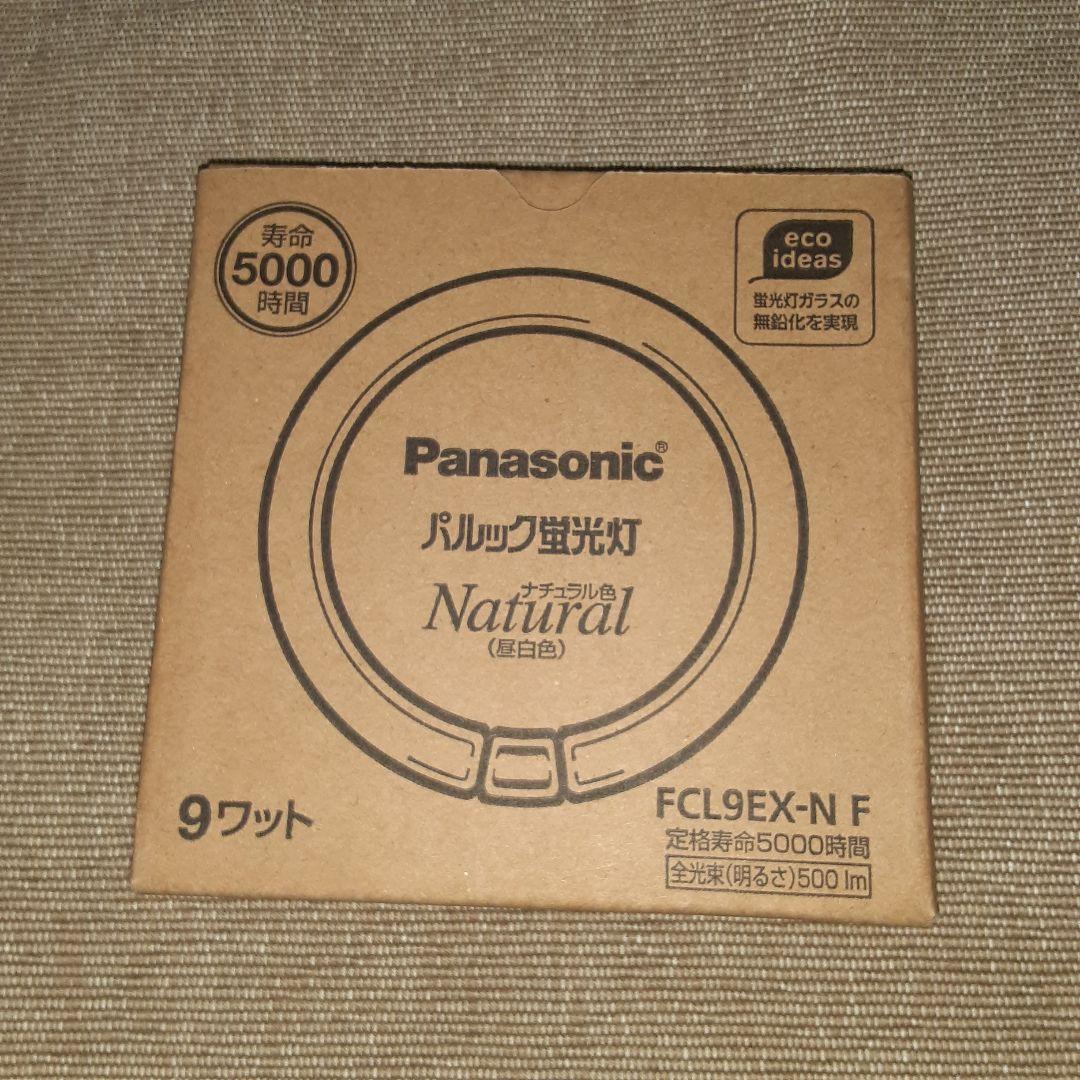 寿命
5000
時間
eco
ideas
蛍光灯ガラスの
無鉛化を実現
Panasonic®
パルック蛍光灯
ナチュラル色
Natural
(昼白色)
9ワット
FCL9EX-N F
定格寿命5000時間
全光束(明るさ)500 lm